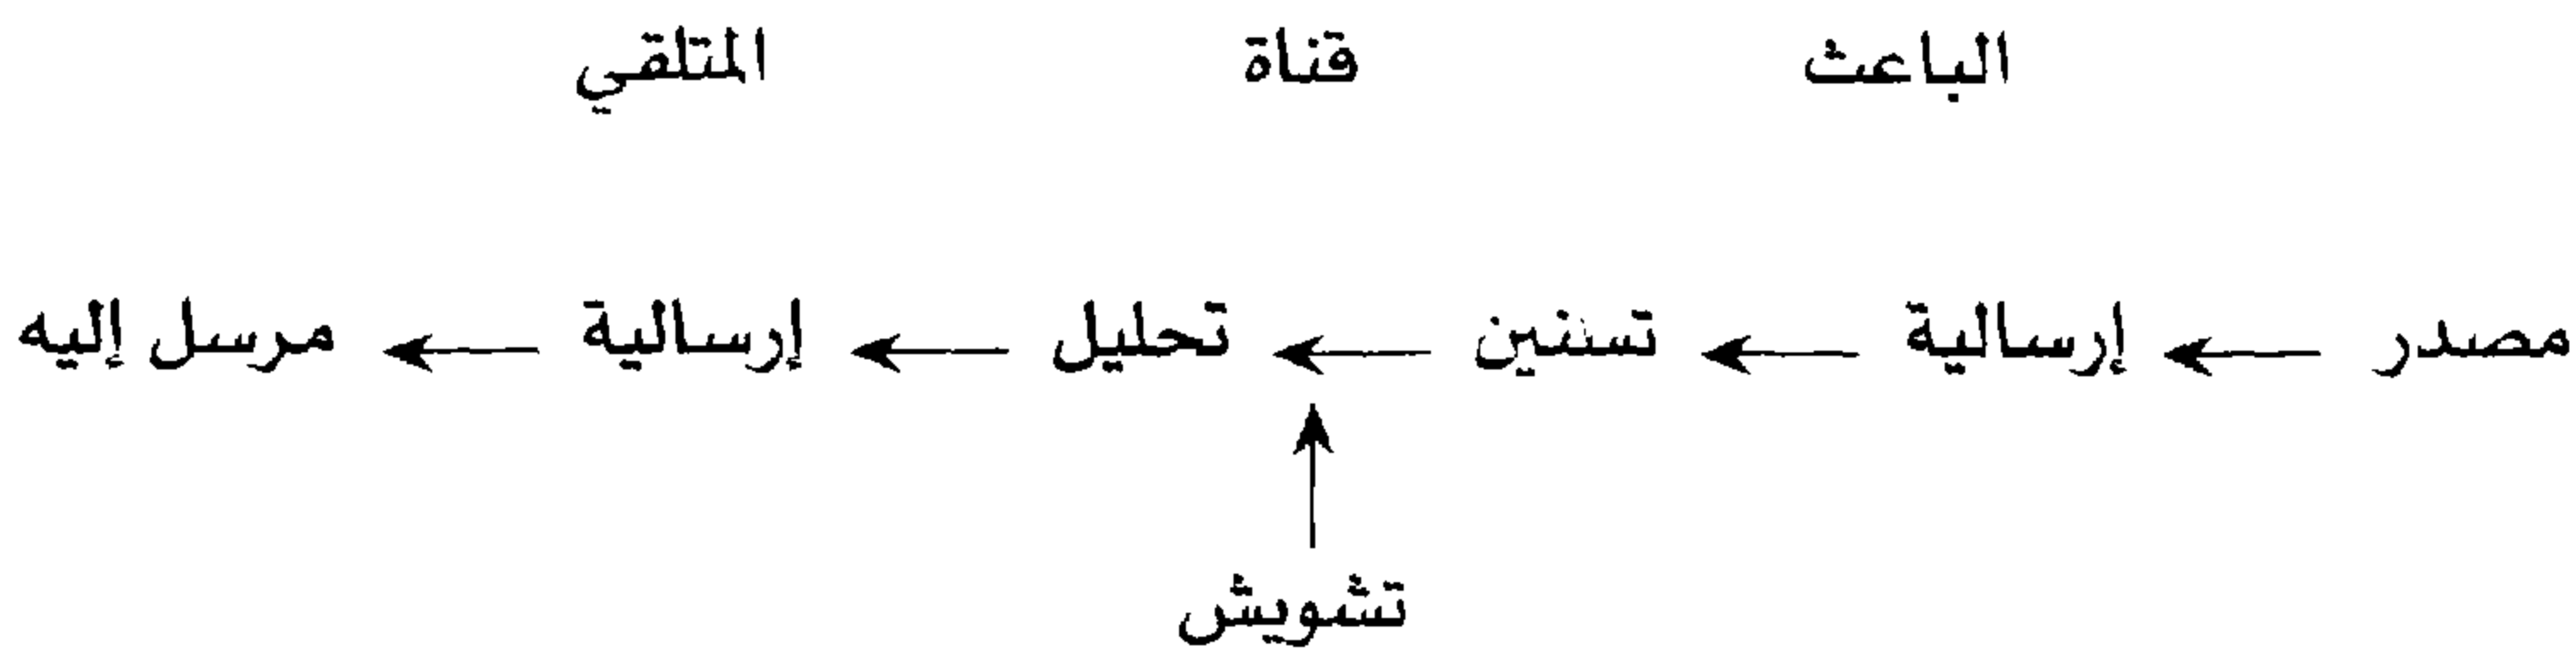 الباعث قناة المتلقي
مصدر ← إرسالية ← تسنين ← تحليل ← إرسالية ← مرسل إليه
تشويش